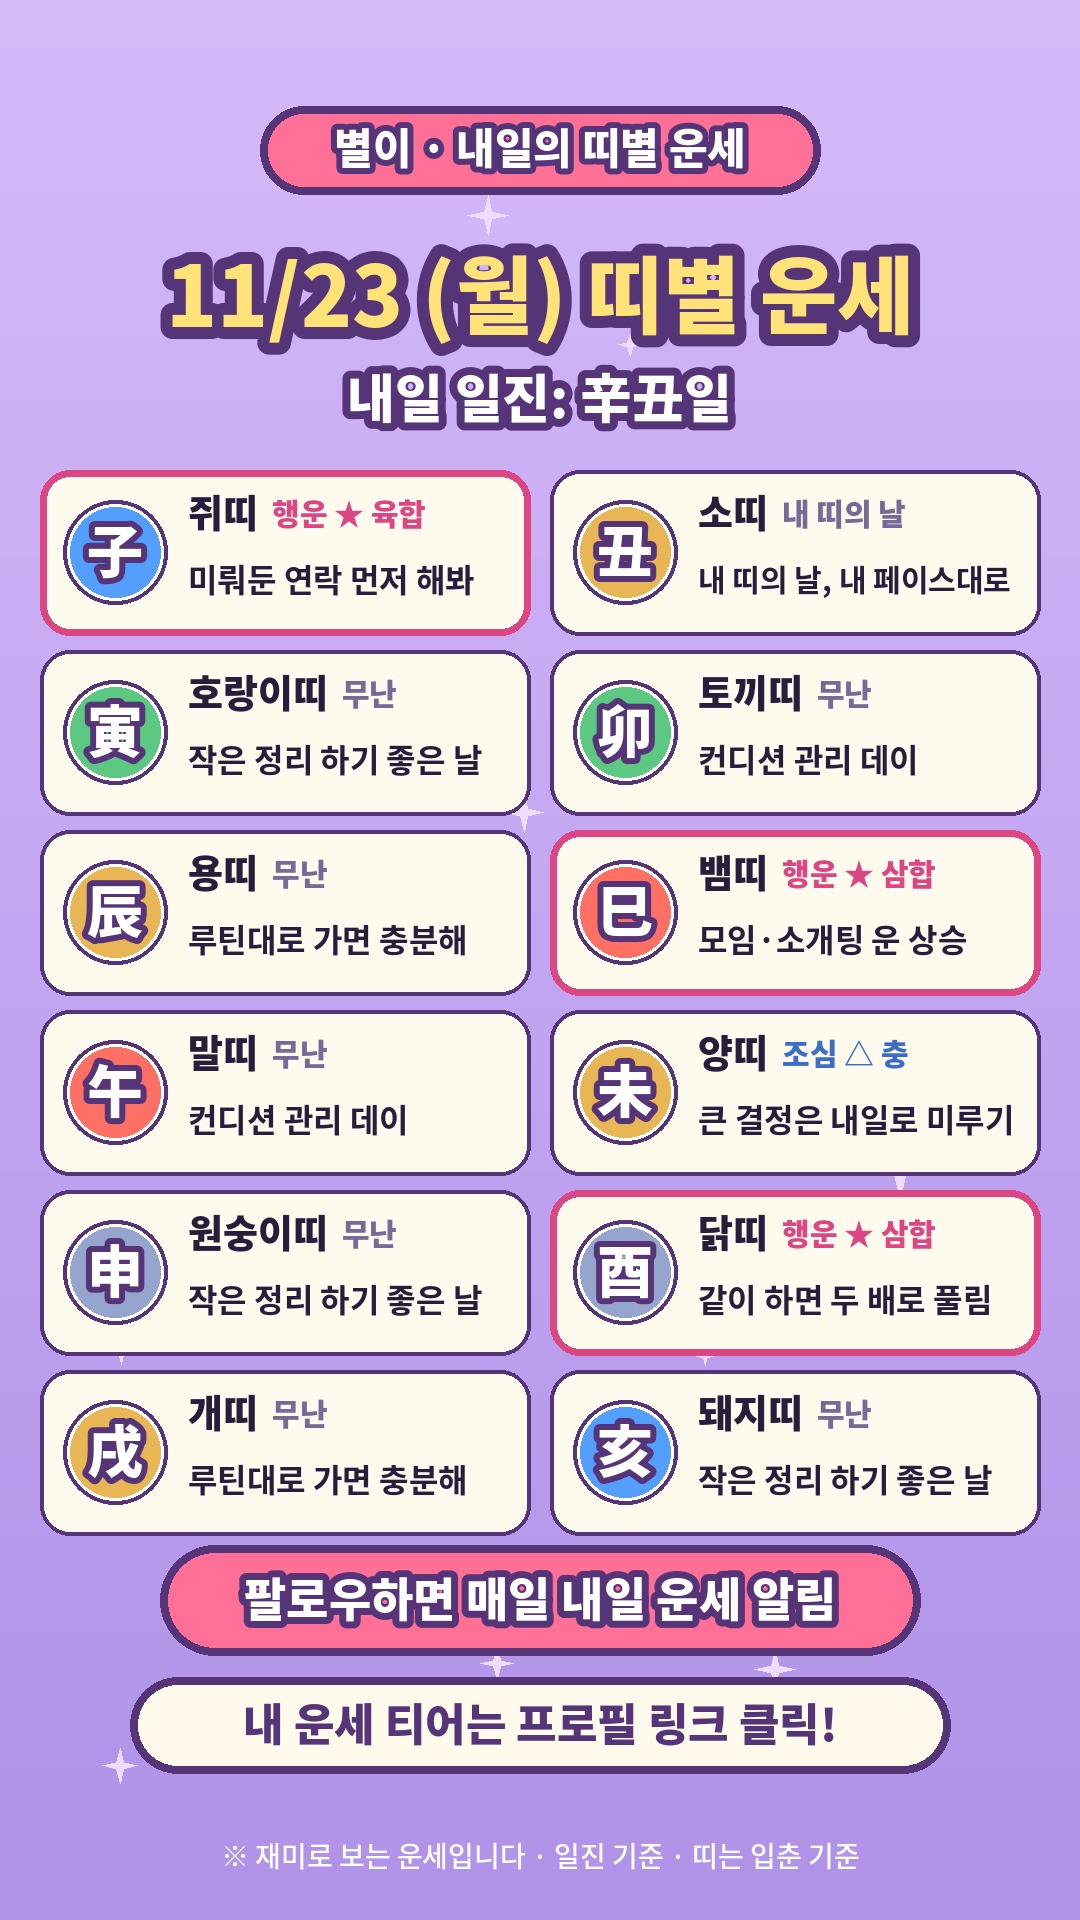 별이 · 내일의 띠별 운세
11/23 (월) 띠별 운세
내일 일진: 辛丑일
子 쥐띠 행운 ★ 육합
미뤄둔 연락 먼저 해봐
丑 소띠 내 띠의 날
내 띠의 날, 내 페이스대로
寅 호랑이띠 무난
작은 정리 하기 좋은 날
卯 토끼띠 무난
컨디션 관리 데이
辰 용띠 무난
루틴대로 가면 충분해
巳 뱀띠 행운 ★ 삼합
모임·소개팅 운 상승
午 말띠 무난
컨디션 관리 데이
未 양띠 조심 △ 충
큰 결정은 내일로 미루기
申 원숭이띠 무난
작은 정리 하기 좋은 날
酉 닭띠 행운 ★ 삼합
같이 하면 두 배로 풀림
戌 개띠 무난
루틴대로 가면 충분해
亥 돼지띠 무난
작은 정리 하기 좋은 날
팔로우하면 매일 내일 운세 알림
내 운세 티어는 프로필 링크 클릭!
※ 재미로 보는 운세입니다 · 일진 기준 · 띠는 입춘 기준